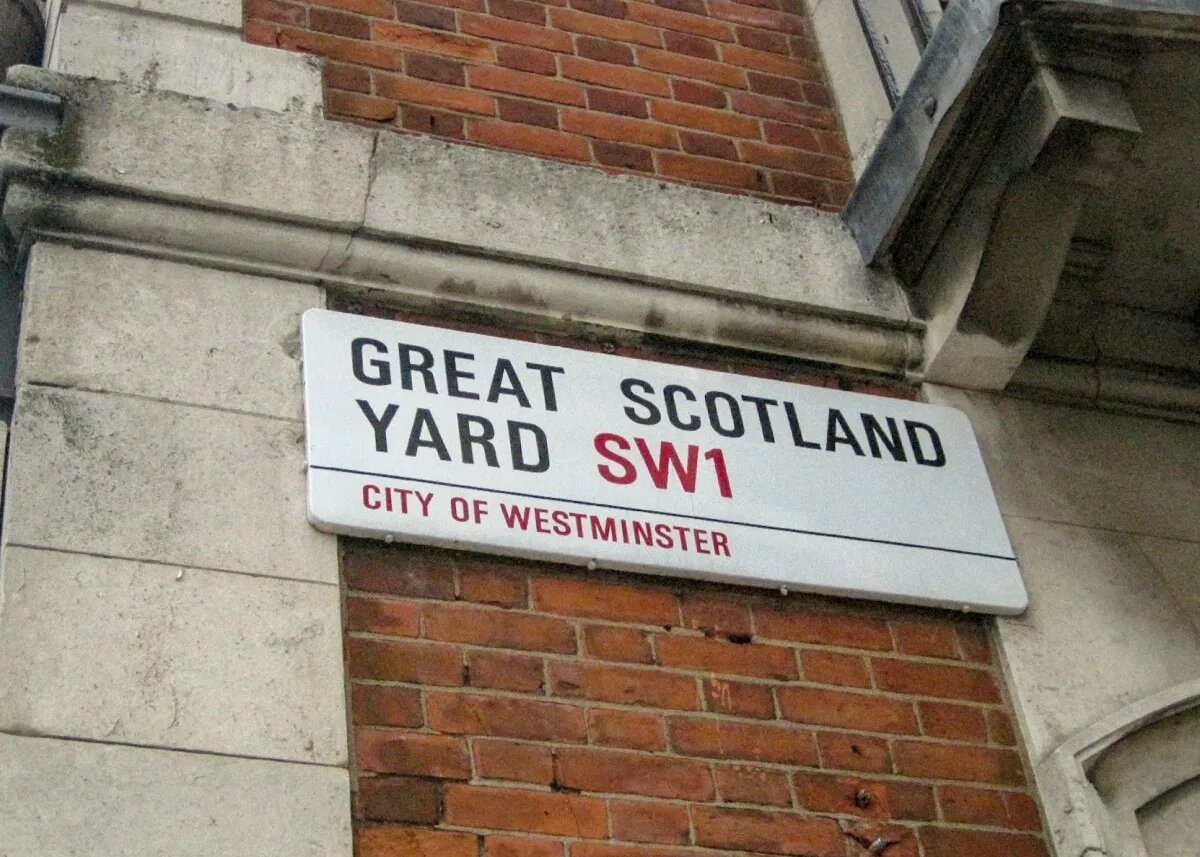 GREAT SCOTLAND
YARD SW1
CITY OF WESTMINSTER